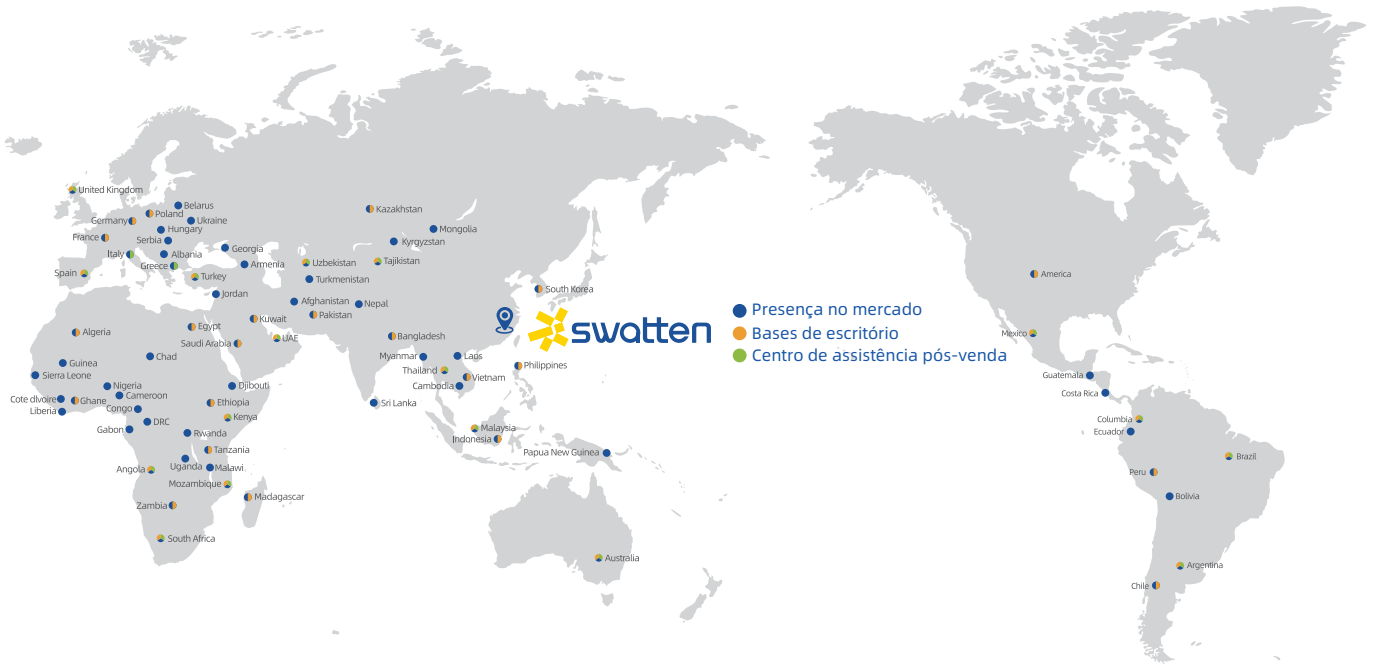 United Kingdom
Belarus
Poland
Germany
Ukraine
Hungary
France
Serbia
Italy
Albania
Greece
Spain
Turkey
Georgia
Armenia
Jordan
Kazakhstan
Mongolia
Kyrgyzstan
Uzbekistan
Tajikistan
Turkmenistan
Afghanistan
Nepal
Pakistan
South Korea
Kuwait
Egypt
Algeria
Saudi Arabia
UAE
Bangladesh
swatten
Presença no mercado
Bases de escritório
Centro de assistência pós-venda
Chad
Guinea
Sierra Leone
Myanmar
Laos
Thailand
Philippines
Vietnam
Cambodia
Nigeria
Djibouti
Cameroon
Cote dIvoire
Ghane
Ethiopia
Sri Lanka
Liberia
Congo
Kenya
DRC
Gabon
Rwanda
Malaysia
Indonesia
Tanzania
Papua New Guinea
Uganda
Malawi
Angola
Mozambique
Madagascar
Zambia
South Africa
Australia
America
Mexico
Guatemala
Costa Rica
Columbia
Ecuador
Brazil
Peru
Bolivia
Argentina
Chile